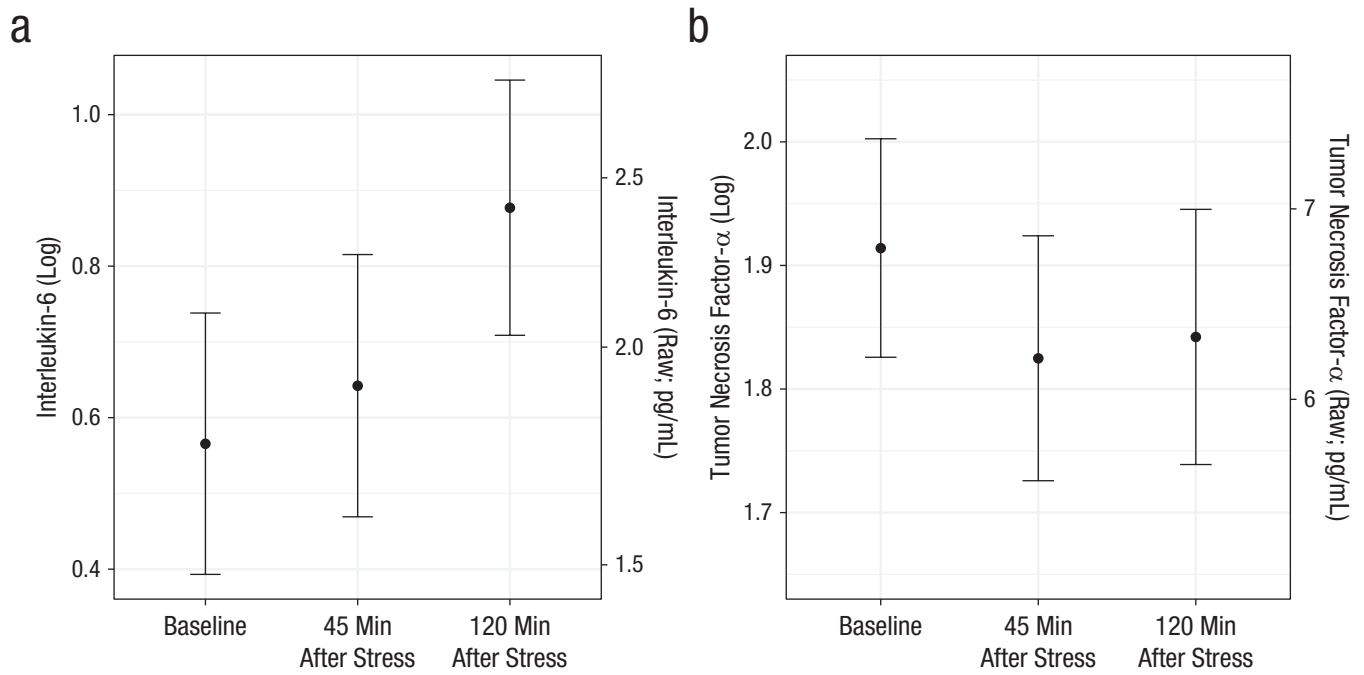 a
Interleukin-6 (Log)
1.0
0.8
0.6
0.4
2.5
2.0
1.5
Interleukin-6 (Raw; pg/mL)
Baseline
45 Min
After Stress
120 Min
After Stress
b
Tumor Necrosis Factor-α (Log)
2.0
1.9
1.8
1.7
7
6
Tumor Necrosis Factor-α (Raw; pg/mL)
Baseline
45 Min
After Stress
120 Min
After Stress